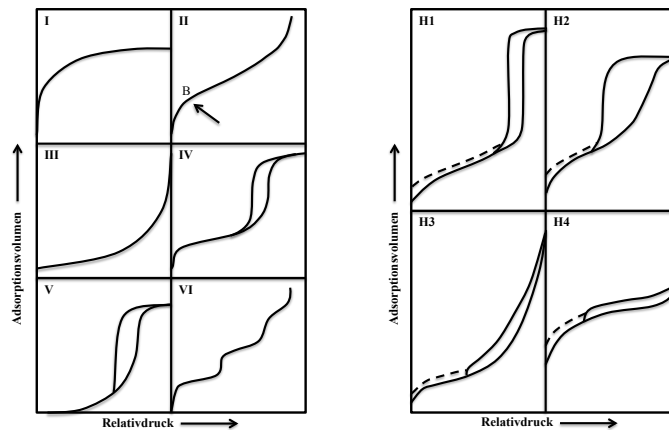 I
II
B
III
IV
V
VI
Adsorptionsvolumen
Relativdruck
H1
H2
H3
H4
Adsorptionsvolumen
Relativdruck